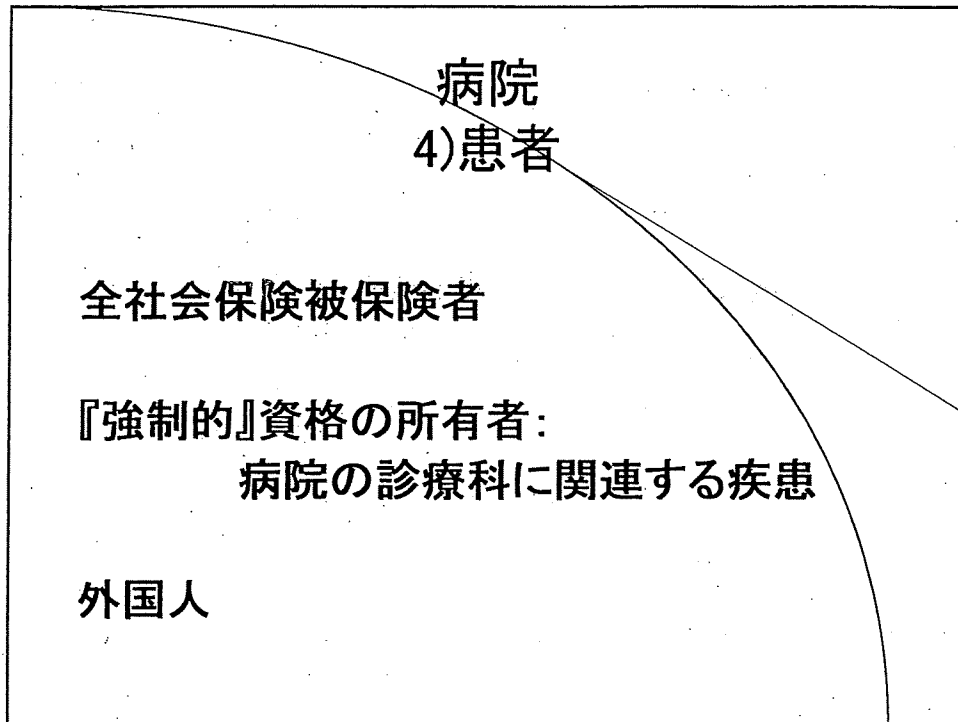 病院
4)患者
全社会保険被保険者
『強制的』資格の所有者:
病院の診療科に関連する疾患
外国人